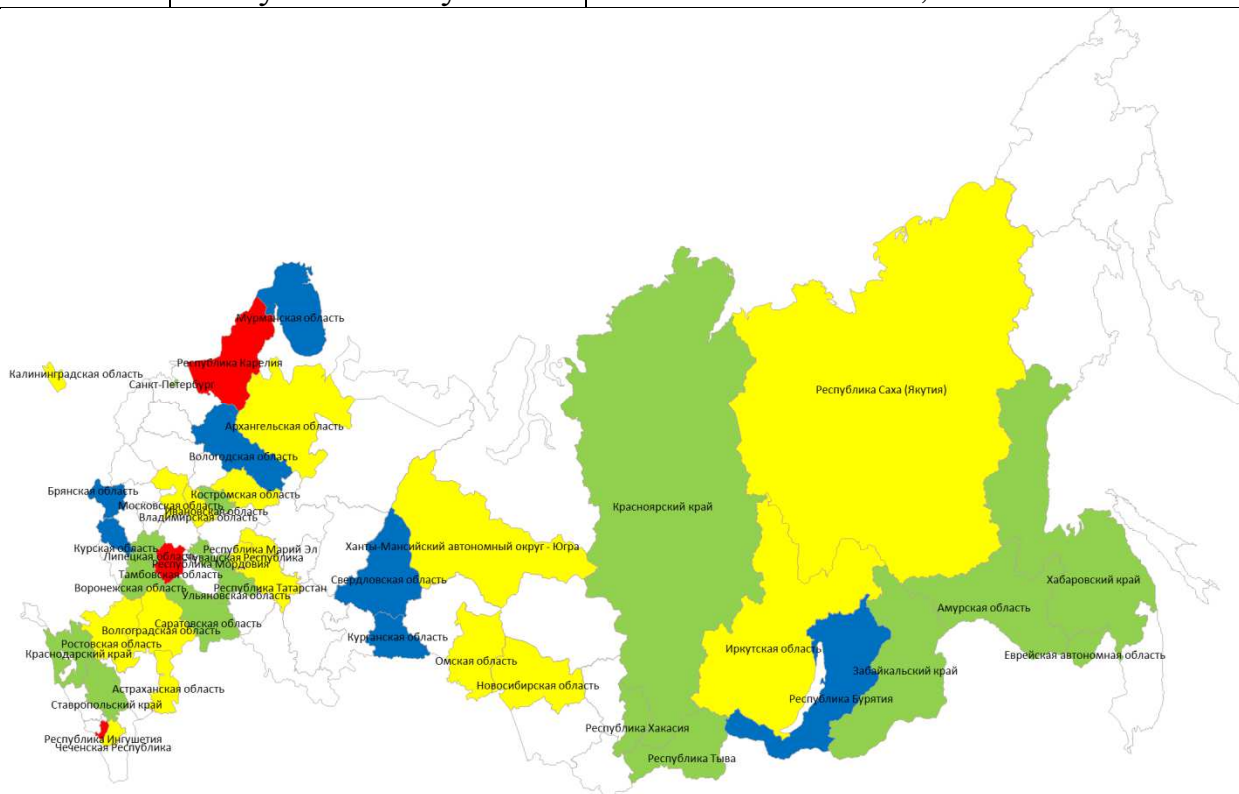 Мурманская область
Республика Карелия
Калининградская область
Санкт-Петербург
Республика Саха (Якутия)
Архангельская область
Вологодская область
Брянская область
Костромская область
Московская область
Ивановская область
Владимирская область
Красноярский край
Курская область
Липецкая область
Республика Марий Эл
Чувашская Республика
Республика Мордовия
Тамбовская область
Ханты-Мансийский автономный округ - Югра
Свердловская область
Хабаровский край
Воронежская область
Республика Татарстан
Ульяновская область
Амурская область
Саратовская область
Волгоградская область
Курганская область
Ростовская область
Краснодарский край
Иркутская область
Еврейская автономная область
Омская область
Забайкальский край
Новосибирская область
Астраханская область
Республика Бурятия
Ставропольский край
Республика Хакасия
Республика Ингушетия
Чеченская Республика
Республика Тыва